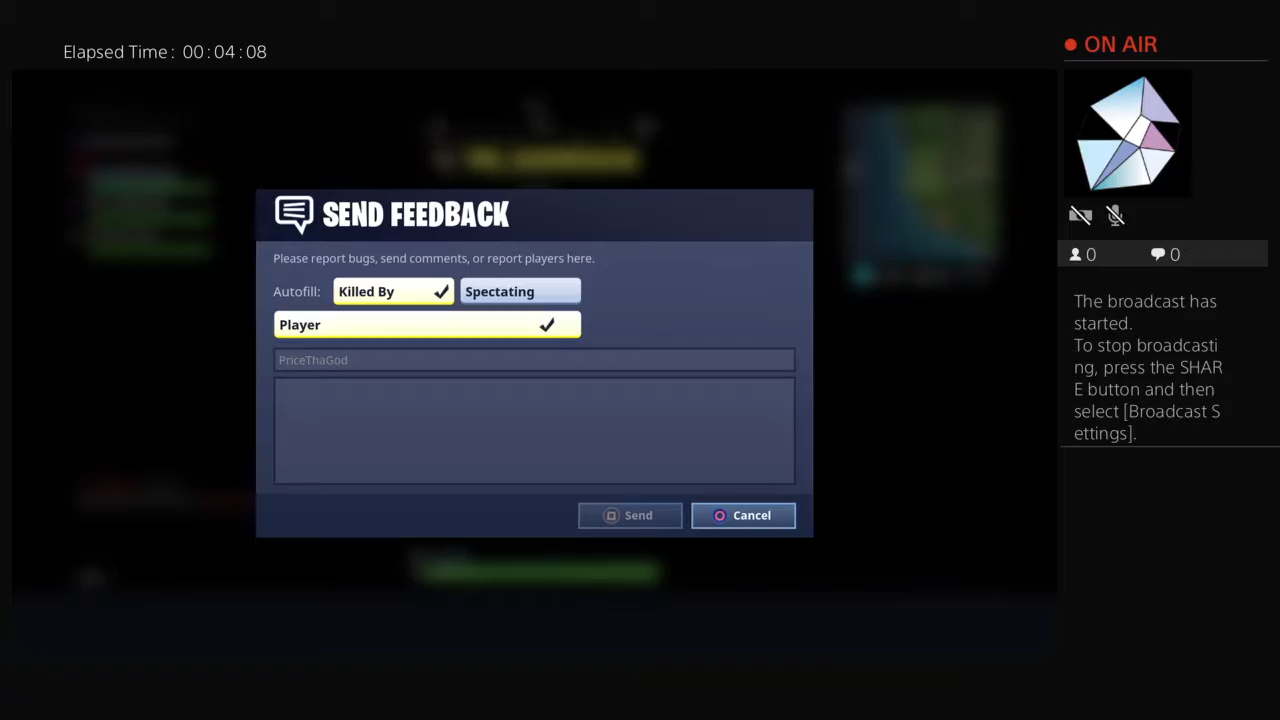 Elapsed Time: 00:04:08
ON AIR
SEND FEEDBACK
Please report bugs, send comments, or report players here.
Autofill: Killed By Spectating
Player
PriceThaGod
Send Cancel
0 0
The broadcast has
started.
To stop broadcasti
ng, press the SHAR
E button and then
select [Broadcast S
ettings].